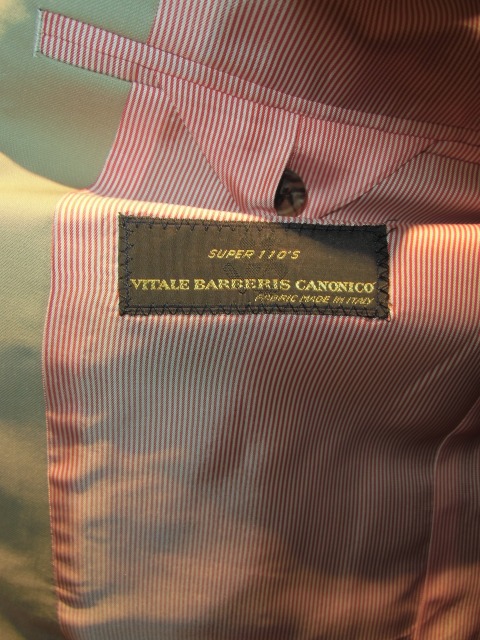 SUPER 110'S
VITALE BARBERIS CANONICO
FABRIC MADE IN ITALY